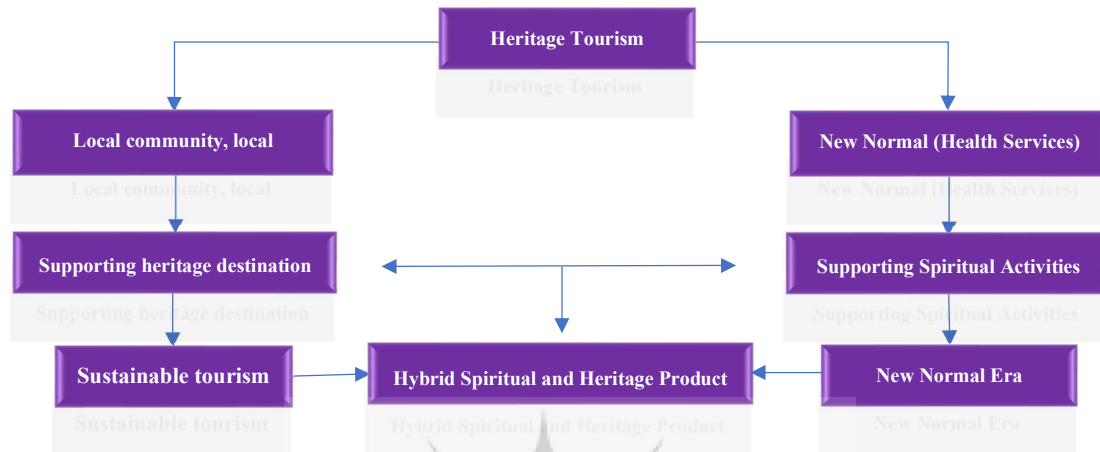 Heritage Tourism
Local community, local
New Normal (Health Services)
Supporting heritage destination
Supporting Spiritual Activities
Sustainable tourism
Hybrid Spiritual and Heritage Product
New Normal Era